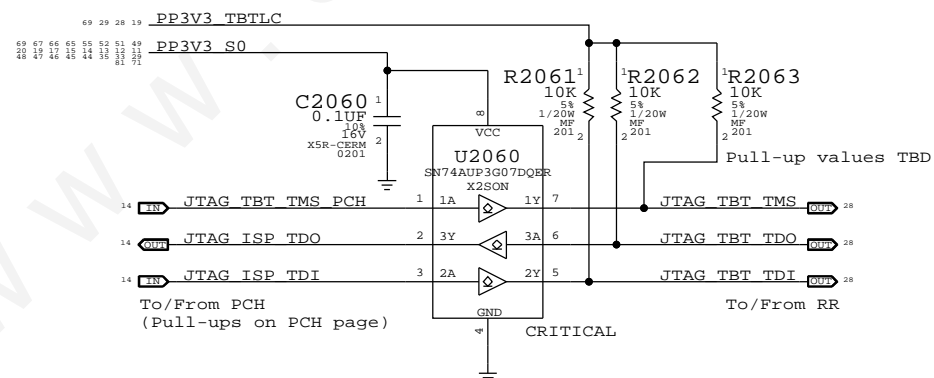 69 29 28 19 PP3V3_TBTLC
69 67 66 65 55 52 51 49
20 19 17 15 14 13 12 11
48 47 46 45 44 35 33 29
81 71
PP3V3_S0
C2060 1
0.1UF
10%
16V
X5R-CERM 2
0201
R2061 1
10K
5%
1/20W
MF
201
2
1 R2062
10K
5%
1/20W
MF
201
2
1 R2063
10K
5%
1/20W
MF
201
2
Pull-up values TBD
8
VCC
U2060
SN74AUP3G07DQER
X2SON
14 IN JTAG_TBT_TMS_PCH 1 1A 1Y 7 JTAG_TBT_TMS OUT 28
14 OUT JTAG_ISP_TDO 2 3Y 3A 6 JTAG_TBT_TDO OUT 28
14 IN JTAG_ISP_TDI 3 2A 2Y 5 JTAG_TBT_TDI OUT 28
To/From PCH
(Pull-ups on PCH page)
To/From RR
GND
4
CRITICAL